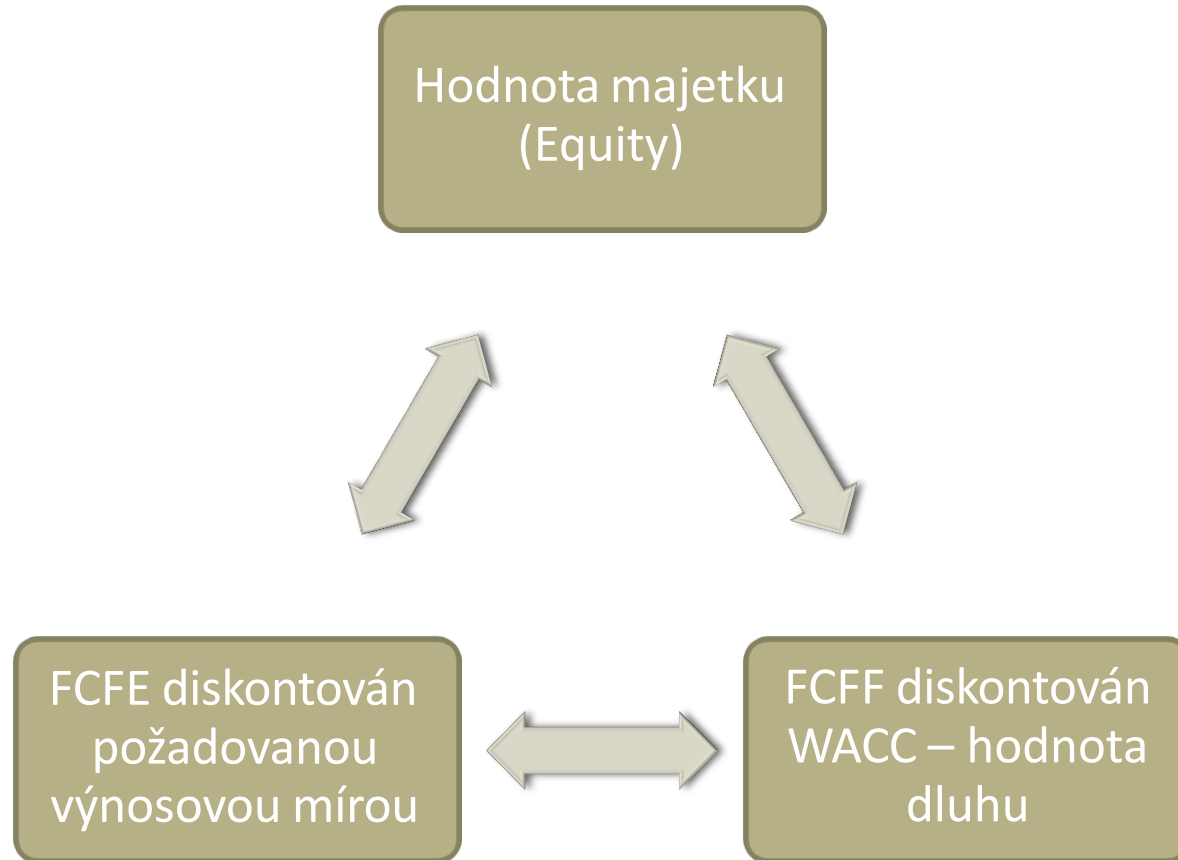 Hodnota majetku
(Equity)
FCFE diskontován
požadovanou
výnosovou mírou
FCFF diskontován
WACC – hodnota
dluhu